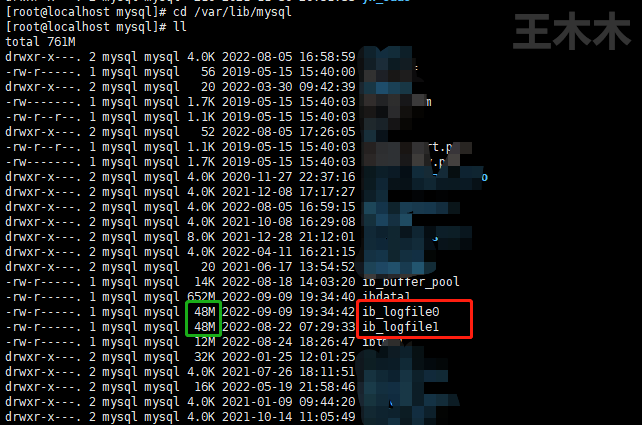 王木木
[root@localhost mysql]# cd /var/lib/mysql
[root@localhost mysql]# ll
total 761M
drwxr-x---. 2 mysql mysql 4.0K 2022-08-05 16:58:59
-rw-r-----. 1 mysql mysql 56 2019-05-15 15:40:00
drwxr-x---. 2 mysql mysql 20 2022-03-30 09:42:39
-rw-------. 1 mysql mysql 1.7K 2019-05-15 15:40:03
-rw-r--r--. 1 mysql mysql 1.1K 2019-05-15 15:40:03
drwxr-x---. 2 mysql mysql 52 2022-08-05 17:26:05
-rw-r--r--. 1 mysql mysql 1.1K 2019-05-15 15:40:03
-rw-------. 1 mysql mysql 1.7K 2019-05-15 15:40:03
drwxr-x---. 2 mysql mysql 4.0K 2020-11-27 22:37:16
drwxr-x---. 2 mysql mysql 4.0K 2021-12-08 17:17:27
drwxr-x---. 2 mysql mysql 4.0K 2022-08-05 16:59:15
drwxr-x---. 2 mysql mysql 4.0K 2021-10-08 16:29:08
drwxr-x---. 2 mysql mysql 8.0K 2021-12-28 21:12:01
drwxr-x---. 2 mysql mysql 4.0K 2022-04-11 16:21:15
drwxr-x---. 2 mysql mysql 20 2021-06-17 13:54:52
-rw-r-----. 1 mysql mysql 14K 2022-08-18 14:03:20 ib_buffer_pool
-rw-r-----. 1 mysql mysql 652M 2022-09-09 19:34:40 ibdata1
-rw-r-----. 1 mysql mysql 48M 2022-09-09 19:34:42 ib_logfile0
-rw-r-----. 1 mysql mysql 48M 2022-08-22 07:29:33 ib_logfile1
-rw-r-----. 1 mysql mysql 12M 2022-08-24 18:26:47
drwxr-x---. 2 mysql mysql 32K 2022-01-25 12:01:25
drwxr-x---. 2 mysql mysql 4.0K 2021-07-26 18:11:51
drwxr-x---. 2 mysql mysql 16K 2022-05-19 21:58:46
drwxr-x---. 2 mysql mysql 4.0K 2021-01-09 09:44:20
drwxr-x---. 2 mysql mysql 4.0K 2021-10-14 11:05:49